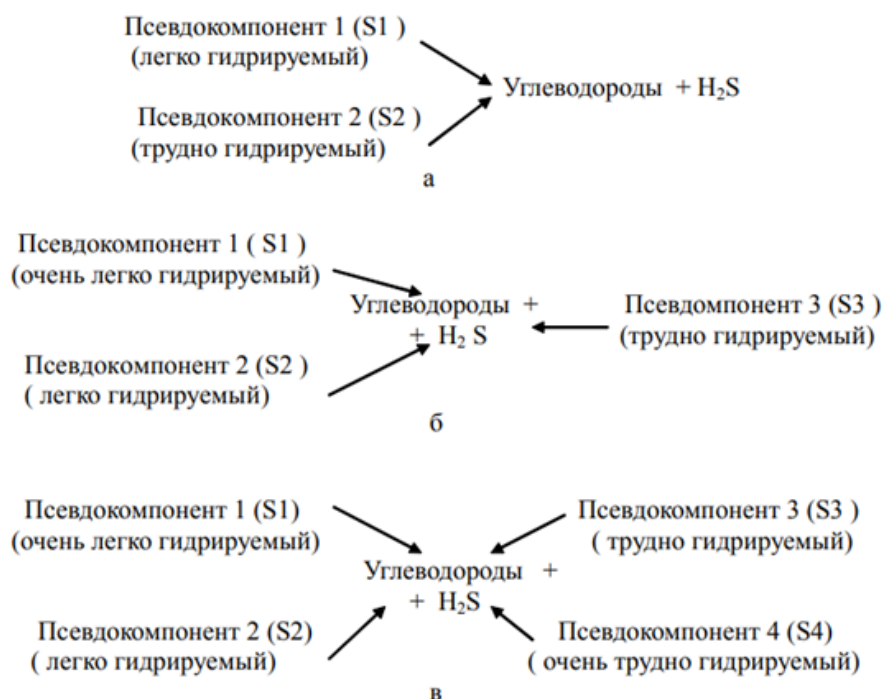 Псевдокомпонент 1 (S1 )
(легко гидрируемый)
Углеводороды + H₂S
Псевдокомпонент 2 (S2 )
(трудно гидрируемый)
а
Псевдокомпонент 1 ( S1 )
(очень легко гидрируемый)
Углеводороды +
+ H₂ S
Псевдомпонент 3 (S3 )
(трудно гидрируемый)
Псевдокомпонент 2 (S2 )
( легко гидрируемый)
б
Псевдокомпонент 1 (S1)
(очень легко гидрируемый)
Псевдокомпонент 3 (S3 )
( трудно гидрируемый)
Углеводороды +
+ H₂S
Псевдокомпонент 2 (S2)
( легко гидрируемый)
Псевдокомпонент 4 (S4)
( очень трудно гидрируемый)
в